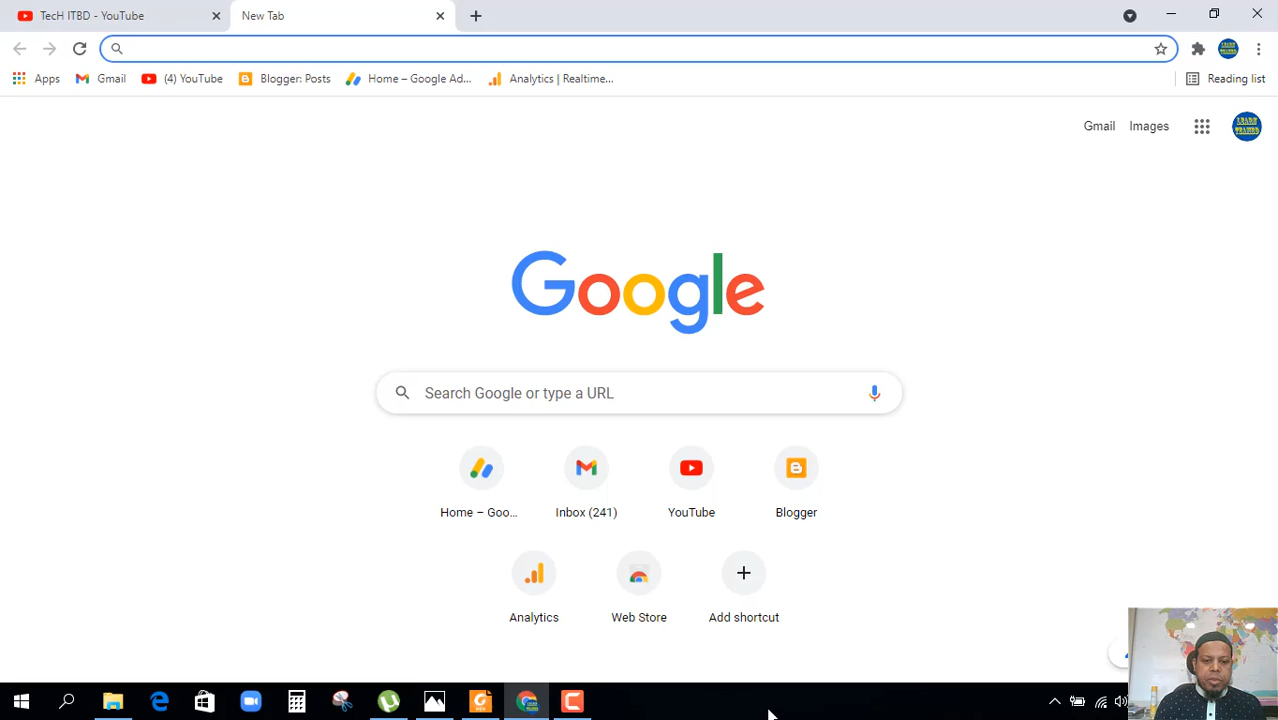 TecH ITBD - YouTube
New Tab
Apps
Gmail
(4) YouTube
Blogger: Posts
Home – Google Ad...
Analytics | Realtime...
Reading list
Gmail
Images
LEARN
Google
Search Google or type a URL
Home – Goo...
Inbox (241)
YouTube
Blogger
Analytics
Web Store
Add shortcut